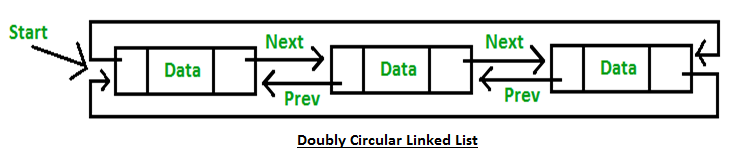 Start
Next
Next
Data
Data
Data
Prev
Prev
Doubly Circular Linked List